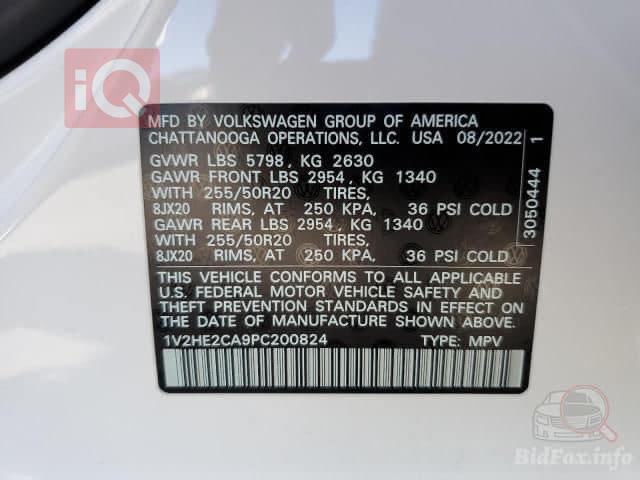 iQ
MFD BY VOLKSWAGEN GROUP OF AMERICA
CHATTANOOGA OPERATIONS, LLC. USA 08/2022
GVWR LBS 5798, KG 2630
GAWR FRONT LBS 2954, KG 1340
WITH 255/50R20 TIRES,
8JX20 RIMS, AT 250 KPA, 36 PSI COLD
GAWR REAR LBS 2954, KG 1340
WITH 255/50R20 TIRES,
8JX20 RIMS, AT 250 KPA, 36 PSI COLD
3050444 1
THIS VEHICLE CONFORMS TO ALL APPLICABLE
U.S. FEDERAL MOTOR VEHICLE SAFETY AND
THEFT PREVENTION STANDARDS IN EFFECT ON
THE DATE OF MANUFACTURE SHOWN ABOVE.
1V2HE2CA9PC200824 TYPE: MPV
BidFox.info